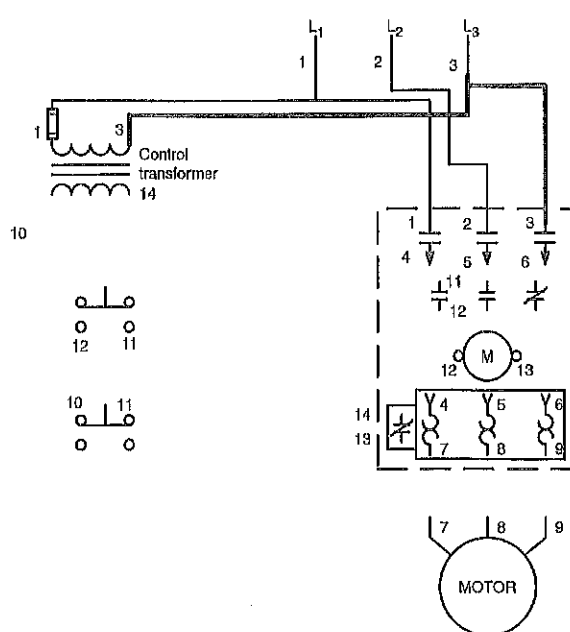 L1 L2 L3
1 2 3
1 3
Control
transformer
14
10
1 2 3
4 5 6
11
12
12 11
12 M 13
10 11
14 4 5 6
13 7 8 9
7 8 9
MOTOR